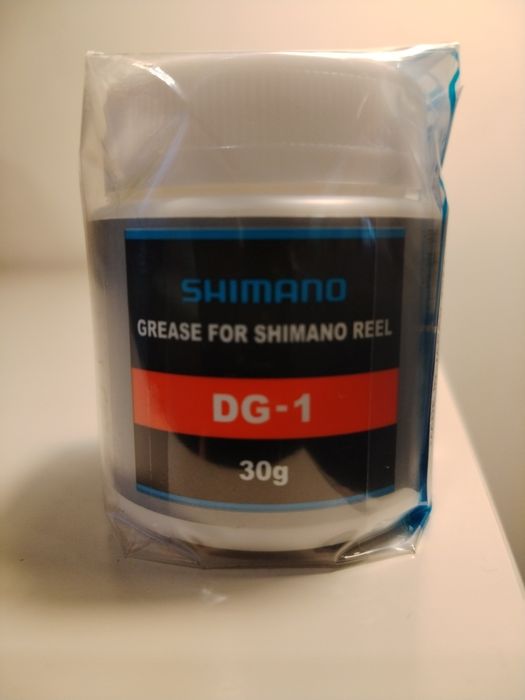 SHIMANO
GREASE FOR SHIMANO REEL
DG-1
30g